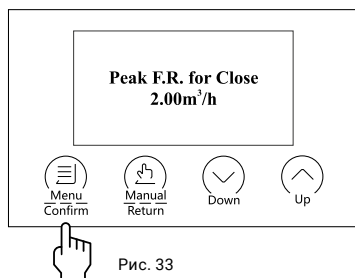 Peak F.R. for Close
2.00m³/h
Menu
Confirm
Manual
Return
Down
Up
Рис. 33